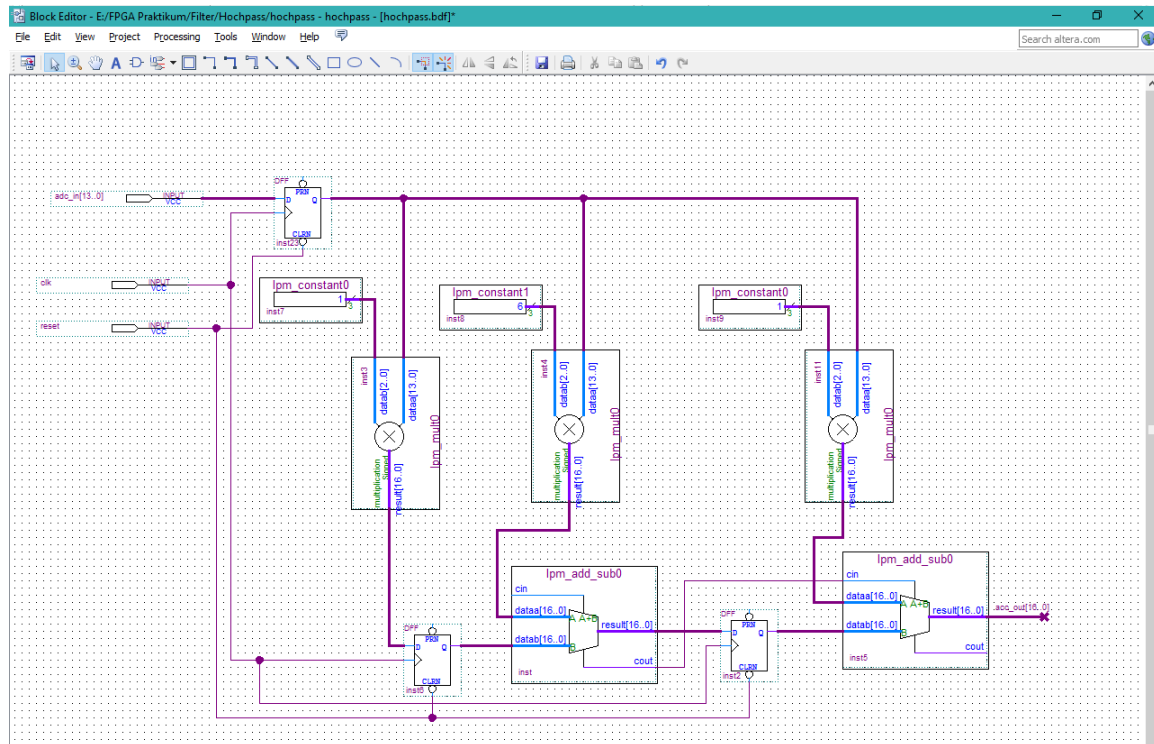 Block Editor - E:/FPGA Praktikum/Filter/Hochpass/hochpass - hochpass - [hochpass.bdf]*
File Edit View Project Processing Tools Window Help
Search altera.com
DFF
PRN
D Q
CLRN
inst23
adc_in[13..0] INPUT VCC
clk INPUT VCC
reset INPUT VCC
lpm_constant0
1
3
inst7
lpm_constant1
6
3
inst8
lpm_constant0
1
3
inst9
inst3
datab[2..0]
dataa[13..0]
lpm_mult0
Signed
multiplication
result[16..0]
inst4
datab[2..0]
dataa[13..0]
lpm_mult0
Signed
multiplication
result[16..0]
inst11
datab[2..0]
dataa[13..0]
lpm_mult0
Signed
multiplication
result[16..0]
DFF
PRN
D Q
CLRN
inst6
lpm_add_sub0
cin
dataa[16..0] A A+B
result[16..0]
datab[16..0] B
cout
inst
DFF
PRN
D Q
CLRN
inst2
lpm_add_sub0
cin
dataa[16..0] A A+B
result[16..0]
datab[16..0] B
cout
inst5